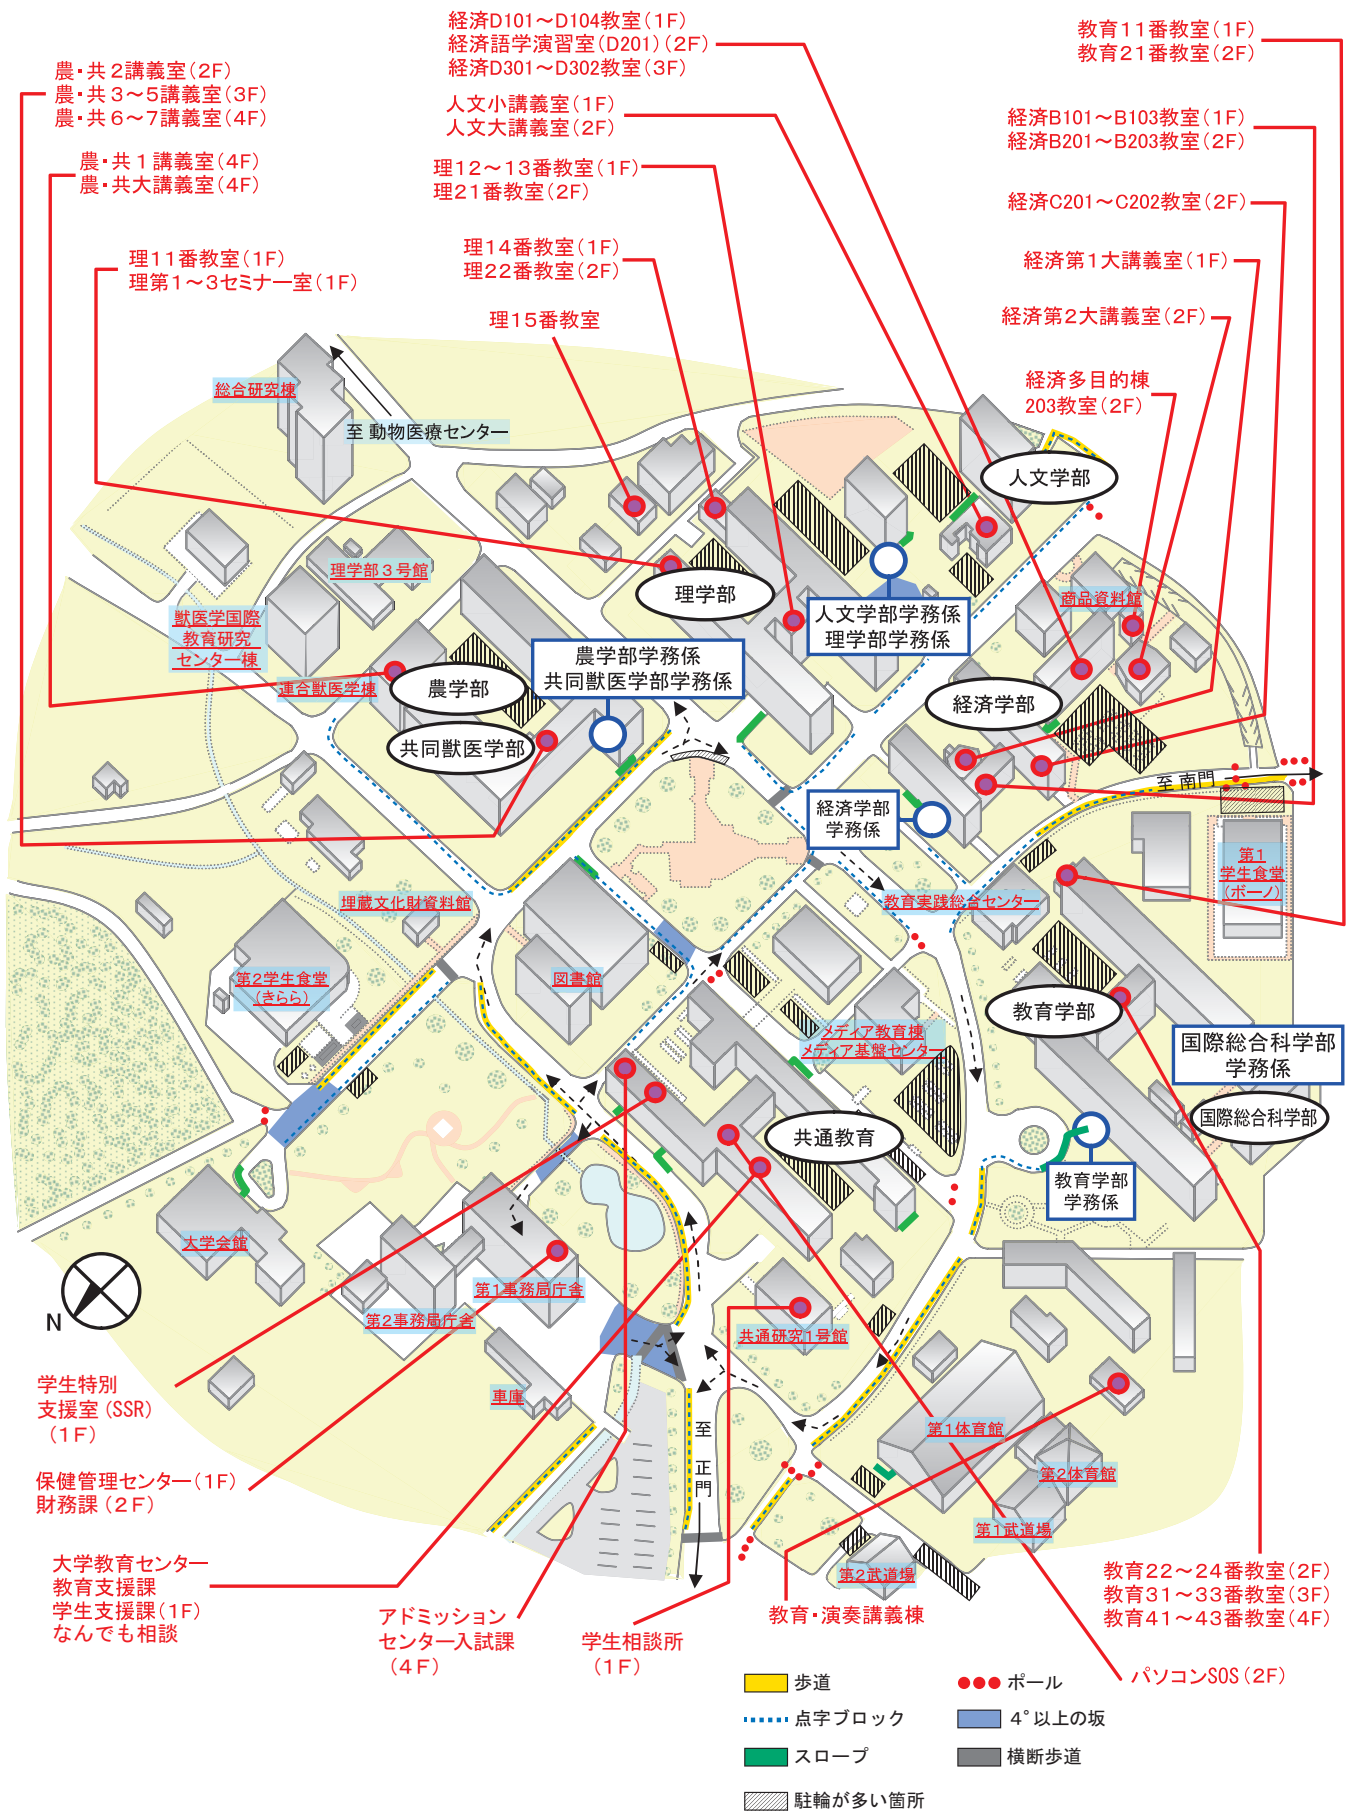 経済D101～D104教室(1F)
経済語学演習室(D201)(2F)
経済D301～D302教室(3F)
教育11番教室(1F)
教育21番教室(2F)
農・共2講義室(2F)
農・共3～5講義室(3F)
農・共6～7講義室(4F)
人文小講義室(1F)
人文大講義室(2F)
経済B101～B103教室(1F)
経済B201～B203教室(2F)
農・共1講義室(4F)
農・共大講義室(4F)
理12～13番教室(1F)
理21番教室(2F)
経済C201～C202教室(2F)
理11番教室(1F)
理第1～3セミナー室(1F)
理14番教室(1F)
理22番教室(2F)
経済第1大講義室(1F)
理15番教室
経済第2大講義室(2F)
経済多目的棟
203教室(2F)
総合研究棟
至 動物医療センター
人文学部
理学部3号館
理学部
商品資料館
人文学部学務係
理学部学務係
獣医学国際
教育研究
センター棟
農学部学務係
共同獣医学部学務係
連合獣医学棟
農学部
経済学部
共同獣医学部
至 南門
経済学部
学務係
第1
学生食堂
(ボーノ)
埋蔵文化財資料館
教育実践総合センター
第2学生食堂
(きらら)
図書館
教育学部
メディア教育棟
メディア基盤センター
国際総合科学部
学務係
国際総合科学部
共通教育
教育学部
学務係
大学会館
第1事務局庁舎
第2事務局庁舎
共通研究1号館
N
車庫
学生特別
支援室(SSR)
(1F)
至
正
門
第1体育館
第2体育館
保健管理センター(1F)
財務課(2F)
第1武道場
第2武道場
大学教育センター
教育支援課
学生支援課(1F)
なんでも相談
アドミッション
センター入試課
(4F)
学生相談所
(1F)
教育・演奏講義棟
教育22～24番教室(2F)
教育31～33番教室(3F)
教育41～43番教室(4F)
パソコンSOS(2F)
歩道
ポール
点字ブロック
4°以上の坂
スロープ
横断歩道
駐輪が多い箇所